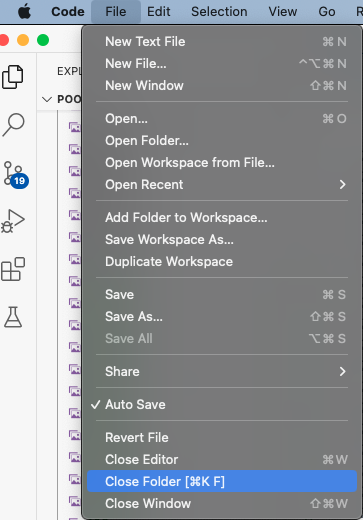 Code File Edit Selection View Go R
EXPL
POO
19
New Text File ⌘ N
New File... ^⌥⌘ N
New Window ⇧⌘ N
Open... ⌘ O
Open Folder...
Open Workspace from File...
Open Recent
Add Folder to Workspace...
Save Workspace As...
Duplicate Workspace
Save ⌘ S
Save As... ⇧⌘ S
Save All ⌥⌘ S
Share
✓ Auto Save
Revert File
Close Editor ⌘ W
Close Folder [⌘K F]
Close Window ⇧⌘ W